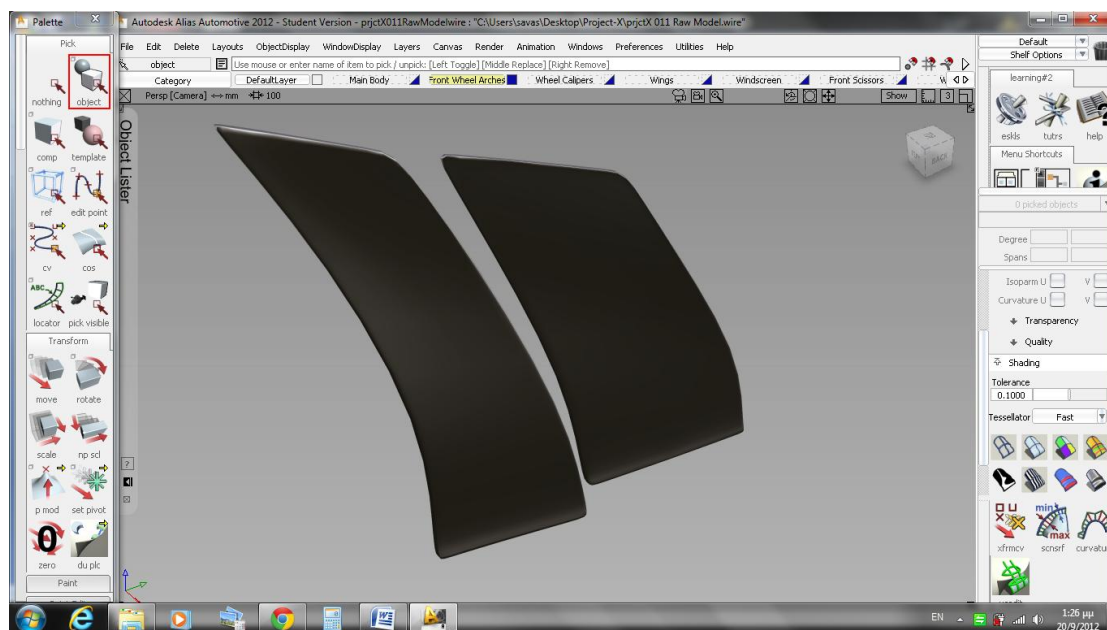 Palette
Autodesk Alias Automotive 2012 - Student Version - prjctX011RawModelwire : "C:\Users\savas\Desktop\Project-X\prjctX 011 Raw Model.wire"
Pick
File Edit Delete Layouts ObjectDisplay WindowDisplay Layers Canvas Render Animation Windows Preferences Utilities Help
Default
Shelf Options
object
Use mouse or enter name of item to pick / unpick: [Left Toggle] [Middle Replace] [Right Remove]
Category DefaultLayer Main Body Front Wheel Arches Wheel Calipers Wings Windscreen Front Scissors
Persp [Camera] mm 100 Show 3
nothing object
learning#2
eskls tutrs help
Menu Shortcuts
Object Lister
BACK
comp template
ref edit point
cv cos
ABC
locator pick visible
Transform
move rotate
scale np scl
p mod set pivot
0
zero du plc
Paint
0 picked objects
Degree
Spans
Isoparm U V
Curvature U V
Transparency
Quality
Shading
Tolerance
0.1000
Tessellator Fast
min
max
xfrmcv scnsrf curvatu
?
EN
1:26 μμ
20/9/2012